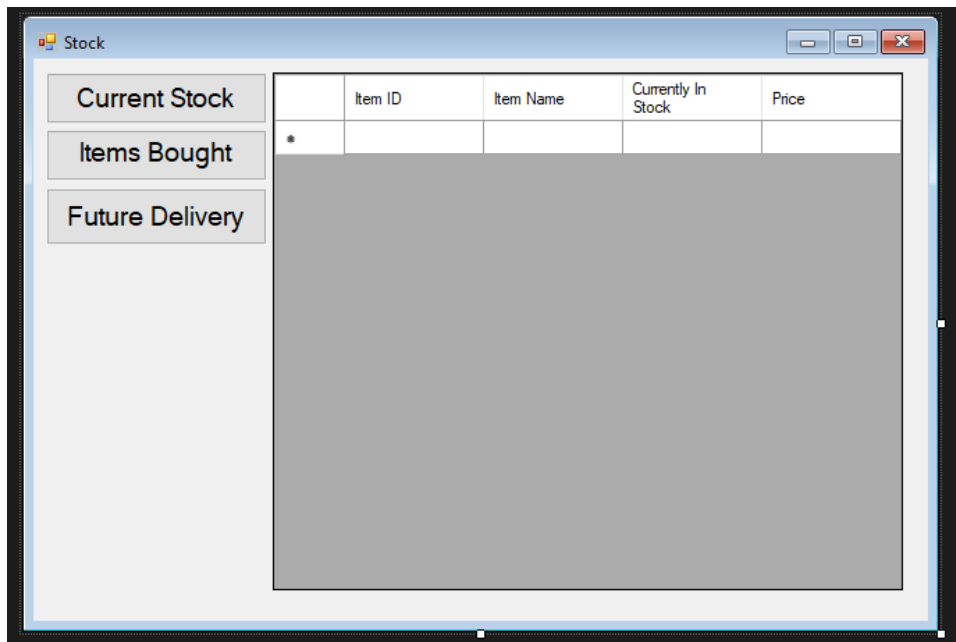 Stock
Current Stock
Items Bought
Future Delivery
Item ID
Item Name
Currently In
Stock
Price